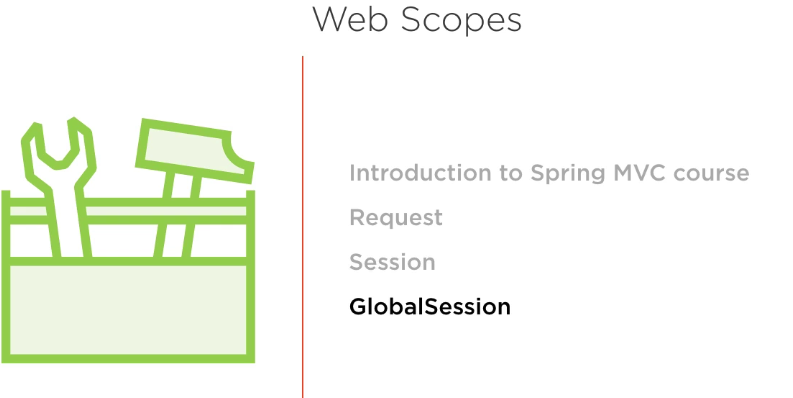 Web Scopes
Introduction to Spring MVC course
Request
Session
GlobalSession